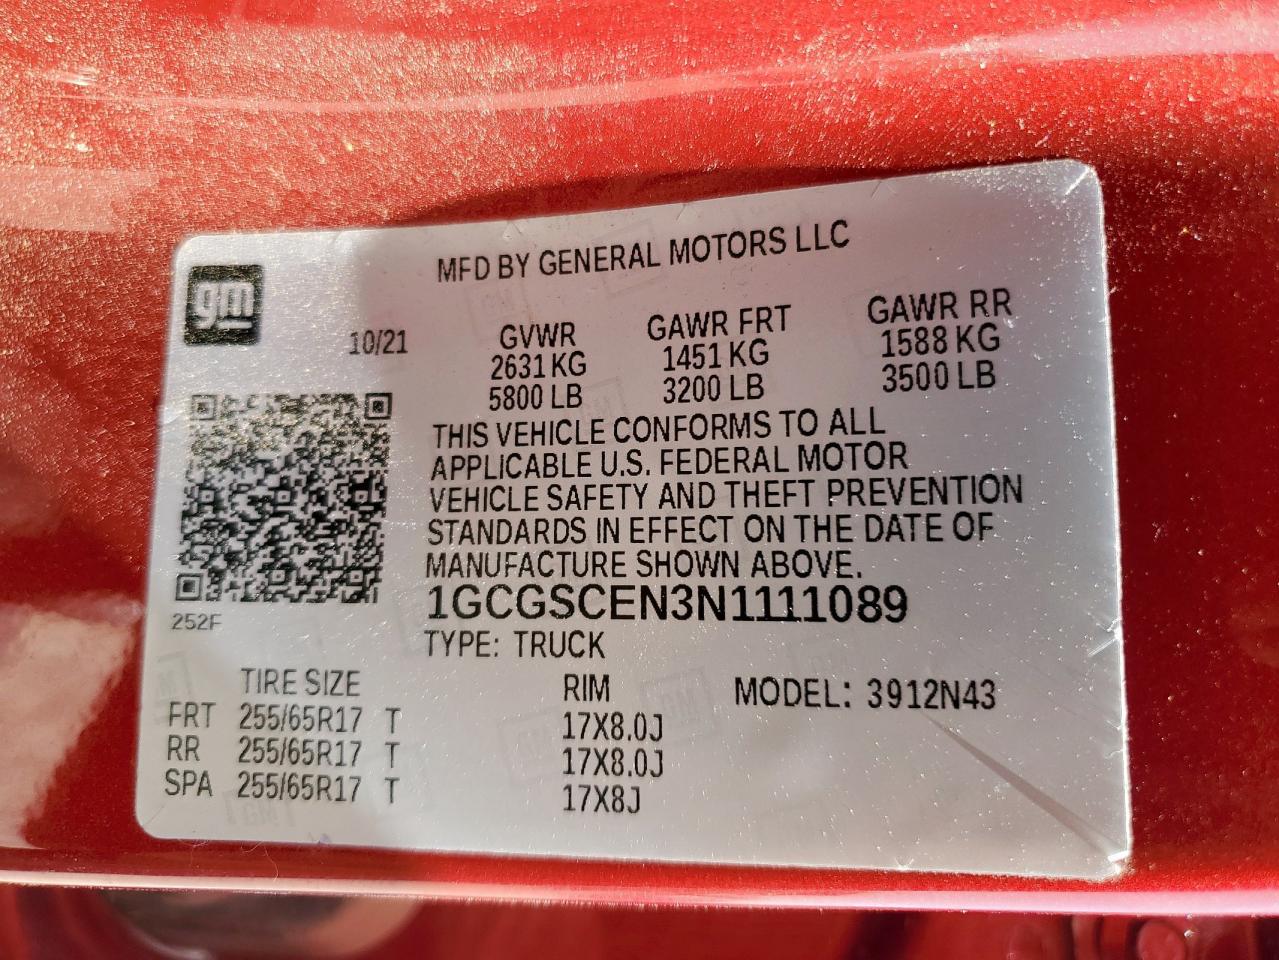 MFD BY GENERAL MOTORS LLC
gm
10/21
GVWR GAWR FRT GAWR RR
2631 KG 1451 KG 1588 KG
5800 LB 3200 LB 3500 LB
THIS VEHICLE CONFORMS TO ALL
APPLICABLE U.S. FEDERAL MOTOR
VEHICLE SAFETY AND THEFT PREVENTION
STANDARDS IN EFFECT ON THE DATE OF
MANUFACTURE SHOWN ABOVE.
1GCGSCEN3N1111089
252F
TYPE: TRUCK
TIRE SIZE RIM MODEL: 3912N43
FRT 255/65R17 T 17X8.0J
RR 255/65R17 T 17X8.0J
SPA 255/65R17 T 17X8J